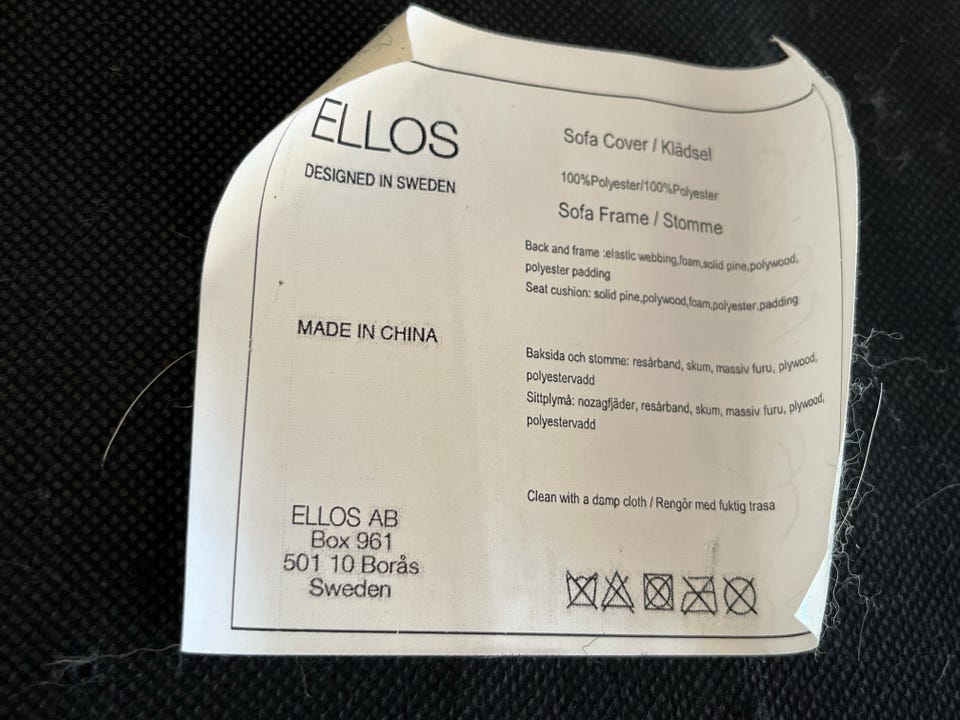 ELLOS
DESIGNED IN SWEDEN
MADE IN CHINA
ELLOS AB
Box 961
501 10 Borås
Sweden
Sofa Cover / Klädsel
100%Polyester/100%Polyester
Sofa Frame / Stomme
Back and frame :elastic webbing,foam,solid pine,polywood,
polyester padding
Seat cushion: solid pine,polywood,foam,polyester,padding
Baksida och stomme: resårband, skum, massiv furu, plywood,
polyestervadd
Sittplymå: nozagfjäder, resårband, skum, massiv furu, plywood,
polyestervadd
Clean with a damp cloth / Rengör med fuktig trasa